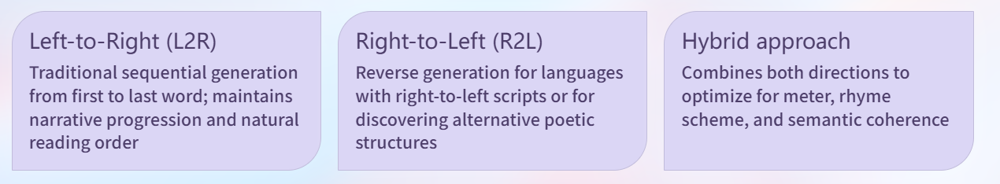 Left-to-Right (L2R)
Traditional sequential generation
from first to last word; maintains
narrative progression and natural
reading order
Right-to-Left (R2L)
Reverse generation for languages
with right-to-left scripts or for
discovering alternative poetic
structures
Hybrid approach
Combines both directions to
optimize for meter, rhyme
scheme, and semantic coherence